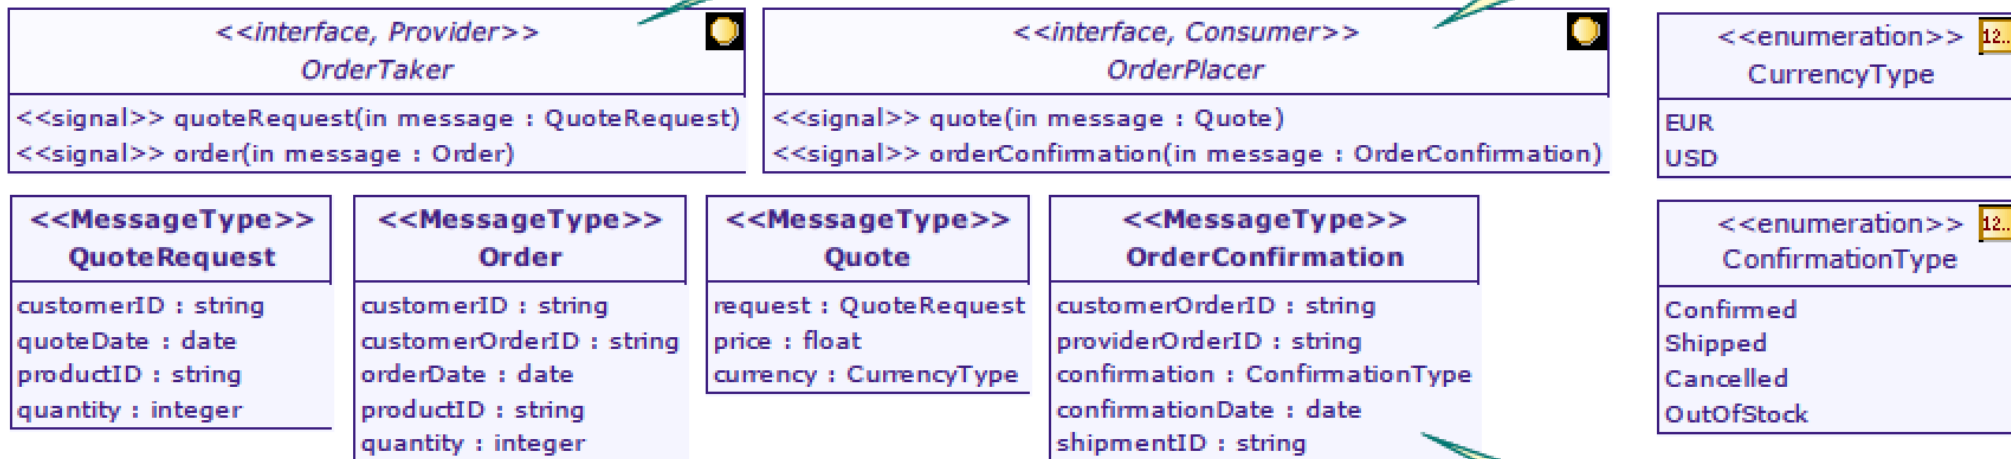 <<interface, Provider>>
OrderTaker
<<signal>> quoteRequest(in message : QuoteRequest)
<<signal>> order(in message : Order)
<<interface, Consumer>>
OrderPlacer
<<signal>> quote(in message : Quote)
<<signal>> orderConfirmation(in message : OrderConfirmation)
<<enumeration>>
12..
CurrencyType
EUR
USD
<<MessageType>>
QuoteRequest
customerID : string
quoteDate : date
productID : string
quantity : integer
<<MessageType>>
Order
customerID : string
customerOrderID : string
orderDate : date
productID : string
quantity : integer
<<MessageType>>
Quote
request : QuoteRequest
price : float
currency : CurrencyType
<<MessageType>>
OrderConfirmation
customerOrderID : string
providerOrderID : string
confirmation : ConfirmationType
confirmationDate : date
shipmentID : string
<<enumeration>>
12..
ConfirmationType
Confirmed
Shipped
Cancelled
OutOfStock